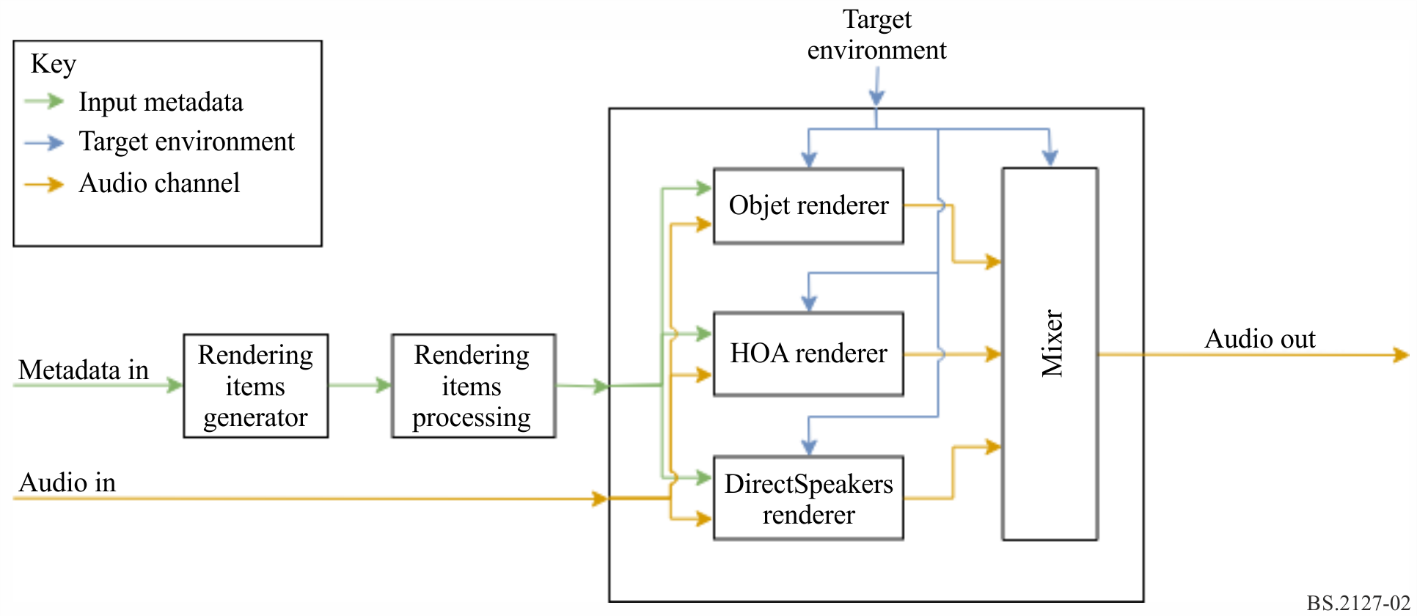 Target
environment
Key
Input metadata
Target environment
Audio channel
Objet renderer
HOA renderer
Mixer
Audio out
Metadata in
Rendering
items
generator
Rendering
items
processing
Audio in
DirectSpeakers
renderer
BS.2127-02